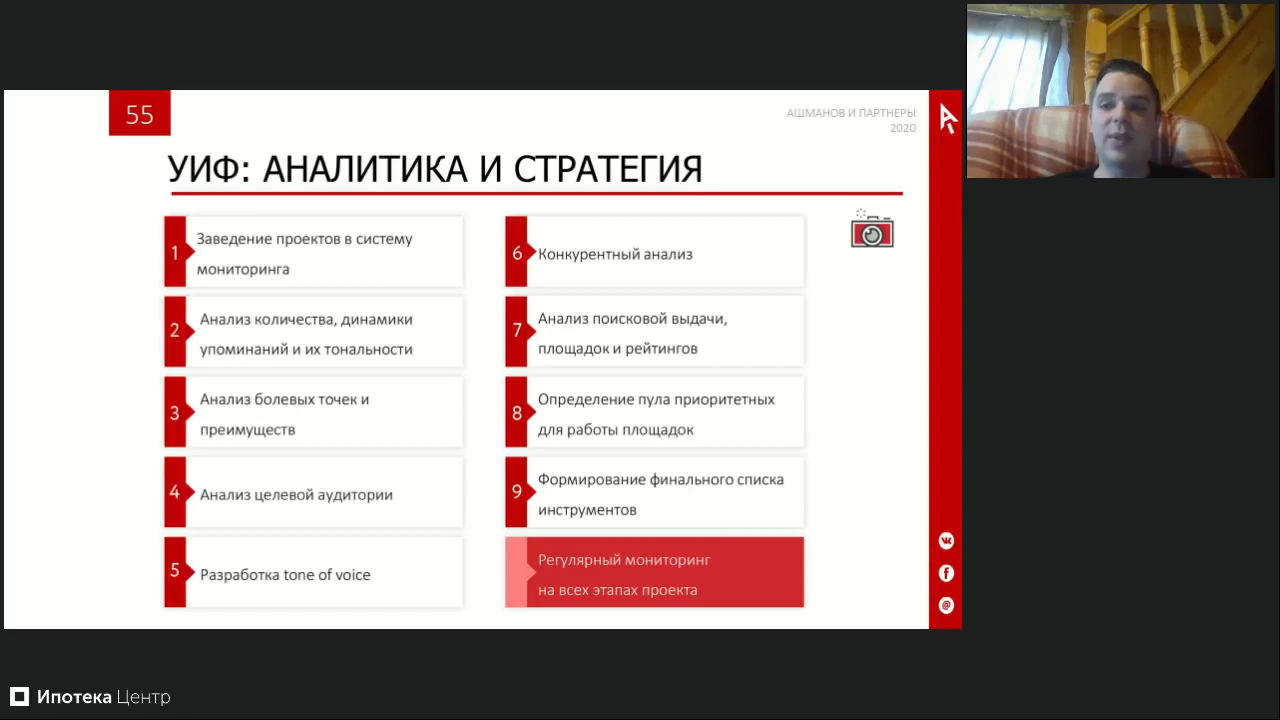 55
АШМАНОВ И ПАРТНЕРЫ
2020
УИФ: АНАЛИТИКА И СТРАТЕГИЯ
1
Заведение проектов в систему
мониторинга
2
Анализ количества, динамики
упоминаний и их тональности
3
Анализ болевых точек и
преимуществ
4
Анализ целевой аудитории
5
Разработка tone of voice
6
Конкурентный анализ
7
Анализ поисковой выдачи,
площадок и рейтингов
8
Определение пула приоритетных
для работы площадок
9
Формирование финального списка
инструментов
Регулярный мониторинг
на всех этапах проекта
Ипотека Центр